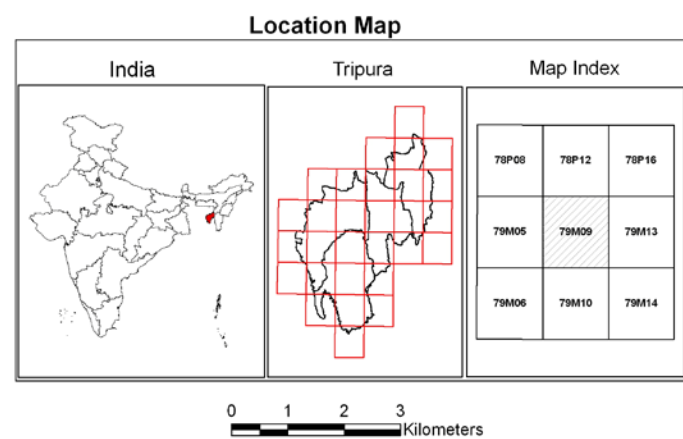 Location Map
India
Tripura
Map Index
78P08 78P12 78P16
79M05 79M09 79M13
79M06 79M10 79M14
0 1 2 3
Kilometers